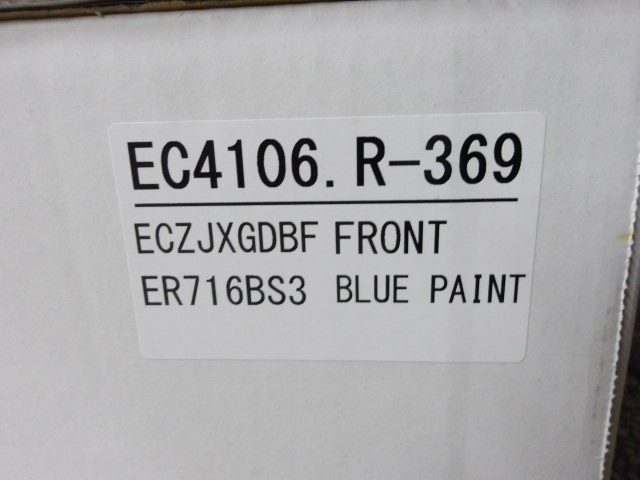 EC4106.R-369
ECZJXGDBF FRONT
ER716BS3 BLUE PAINT